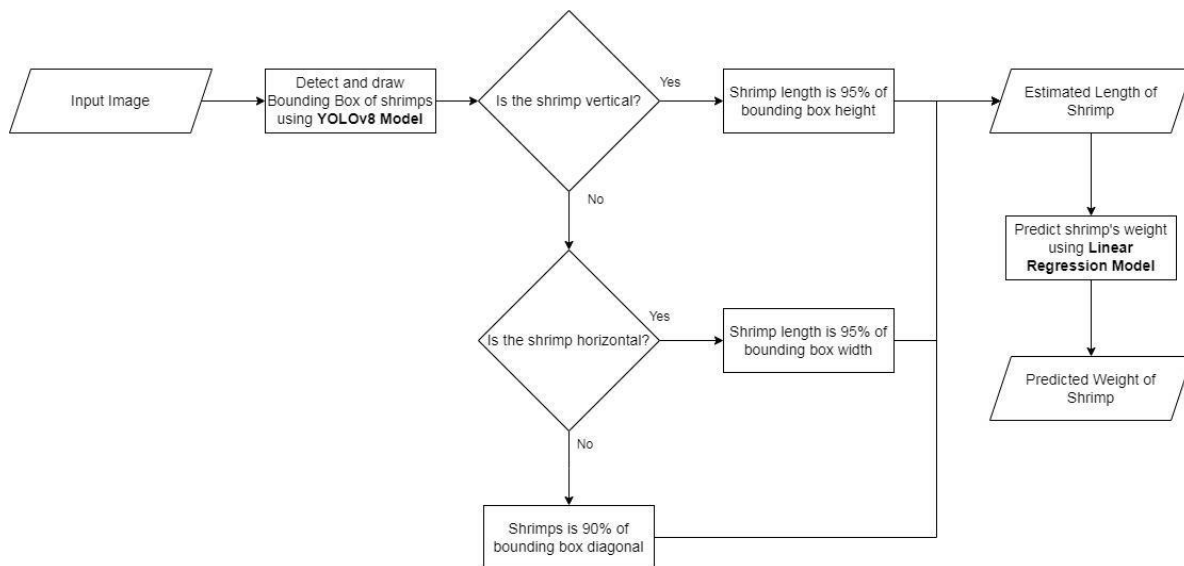 Input Image
Detect and draw
Bounding Box of shrimps
using YOLOv8 Model
Is the shrimp vertical?
Yes
Shrimp length is 95% of
bounding box height
Estimated Length of
Shrimp
No
Predict shrimp's weight
using Linear
Regression Model
Is the shrimp horizontal?
Yes
Shrimp length is 95% of
bounding box width
Predicted Weight of
Shrimp
No
Shrimps is 90% of
bounding box diagonal